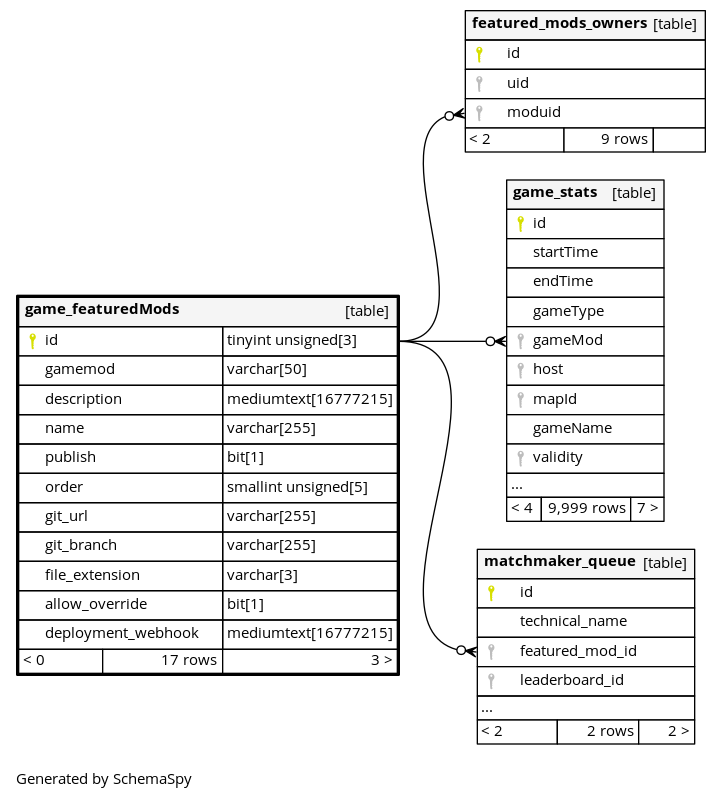 featured_mods_owners [table]
id
uid
moduid
< 2 9 rows
game_stats [table]
id
startTime
endTime
gameType
gameMod
host
mapId
gameName
validity
...
< 4 9,999 rows 7 >
game_featuredMods [table]
id tinyint unsigned[3]
gamemod varchar[50]
description mediumtext[16777215]
name varchar[255]
publish bit[1]
order smallint unsigned[5]
git_url varchar[255]
git_branch varchar[255]
file_extension varchar[3]
allow_override bit[1]
deployment_webhook mediumtext[16777215]
< 0 17 rows 3 >
matchmaker_queue [table]
id
technical_name
featured_mod_id
leaderboard_id
...
< 2 2 rows 2 >
Generated by SchemaSpy